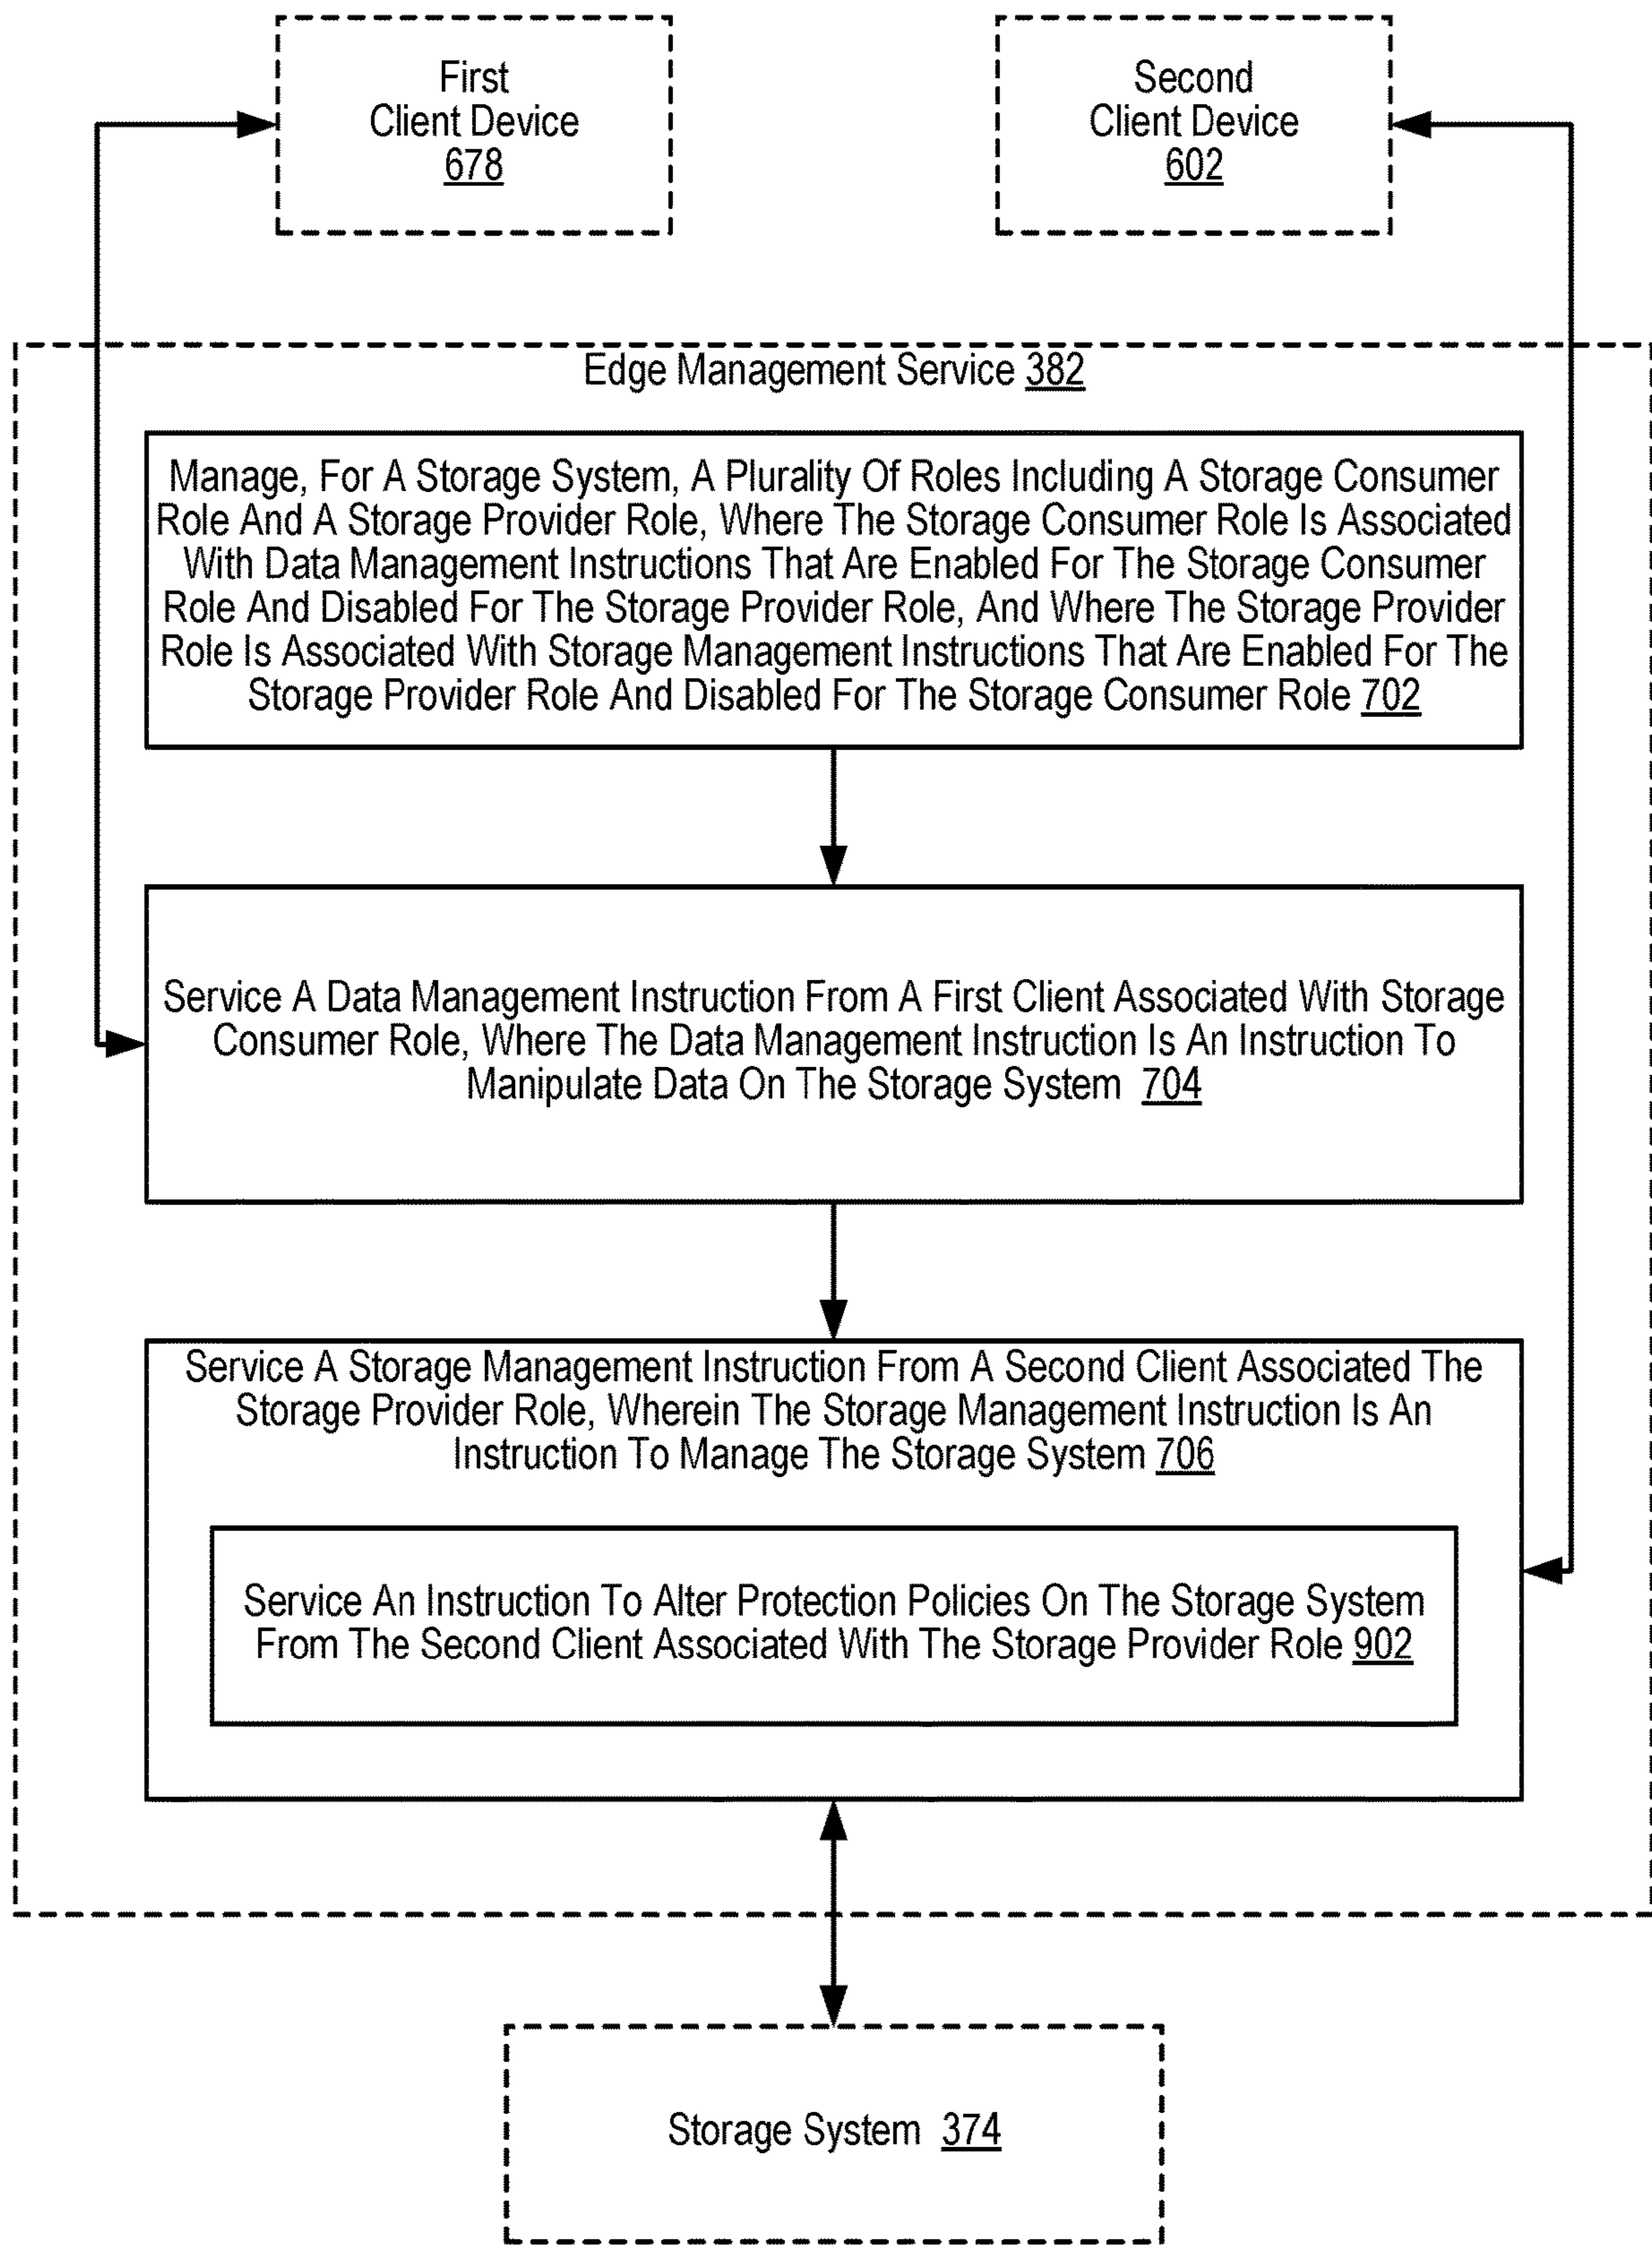 First
Client Device
678
Second
Client Device
602
Edge Management Service 382
Manage, For A Storage System, A Plurality Of Roles Including A Storage Consumer
Role And A Storage Provider Role, Where The Storage Consumer Role Is Associated
With Data Management Instructions That Are Enabled For The Storage Consumer
Role And Disabled For The Storage Provider Role, And Where The Storage Provider
Role Is Associated With Storage Management Instructions That Are Enabled For The
Storage Provider Role And Disabled For The Storage Consumer Role 702
Service A Data Management Instruction From A First Client Associated With Storage
Consumer Role, Where The Data Management Instruction Is An Instruction To
Manipulate Data On The Storage System 704
Service A Storage Management Instruction From A Second Client Associated The
Storage Provider Role, Wherein The Storage Management Instruction Is An
Instruction To Manage The Storage System 706
Service An Instruction To Alter Protection Policies On The Storage System
From The Second Client Associated With The Storage Provider Role 902
Storage System 374